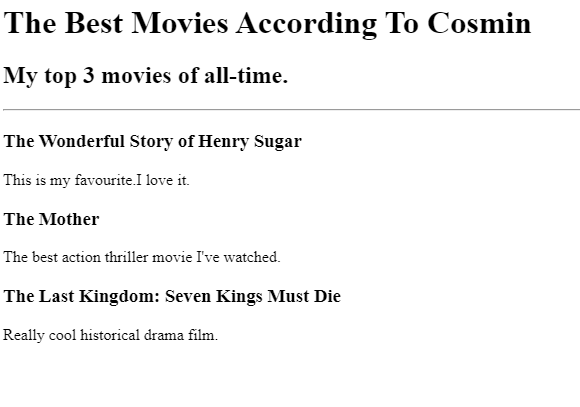 The Best Movies According To Cosmin
My top 3 movies of all-time.
The Wonderful Story of Henry Sugar
This is my favourite.I love it.
The Mother
The best action thriller movie I've watched.
The Last Kingdom: Seven Kings Must Die
Really cool historical drama film.